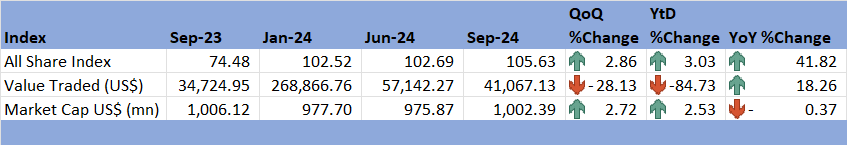 QoQ YtD
Index Sep-23 Jan-24 Jun-24 Sep-24 %Change %Change YoY %Change
All Share Index 74.48 102.52 102.69 105.63 2.86 3.03 41.82
Value Traded (US$) 34,724.95 268,866.70 57,142.27 41,067.13 -28.13 -84.73 18.26
Market Cap US$ (mn) 1,006.12 977.70 975.87 1,002.39 2.72 2.53 - 0.37